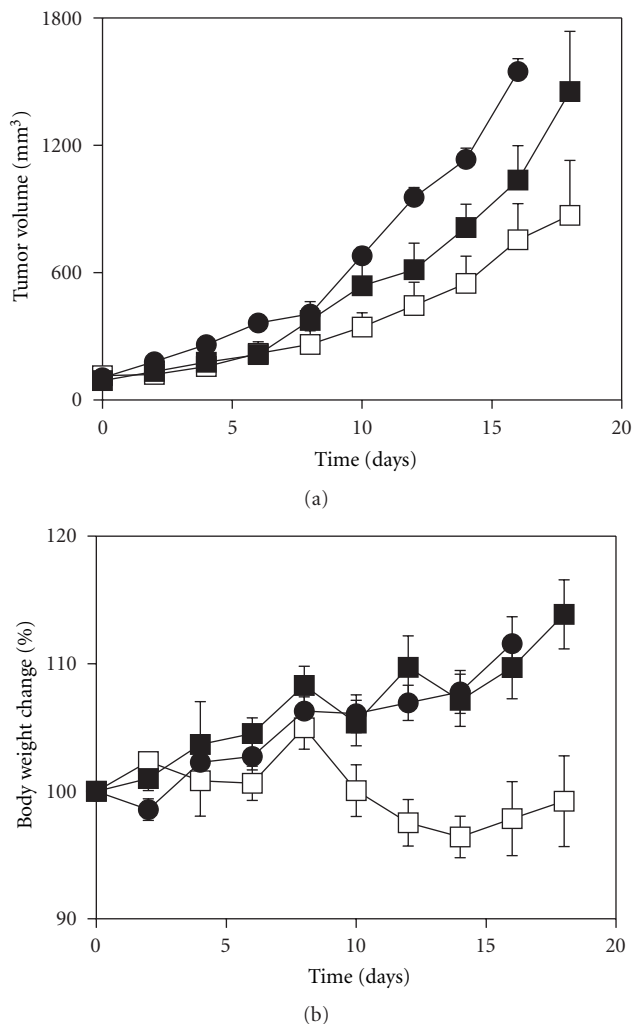 1800
1200
600
0
Tumor volume (mm³)
0 5 10 15 20
Time (days)
(a)
120
110
100
90
Body weight change (%)
0 5 10 15 20
Time (days)
(b)